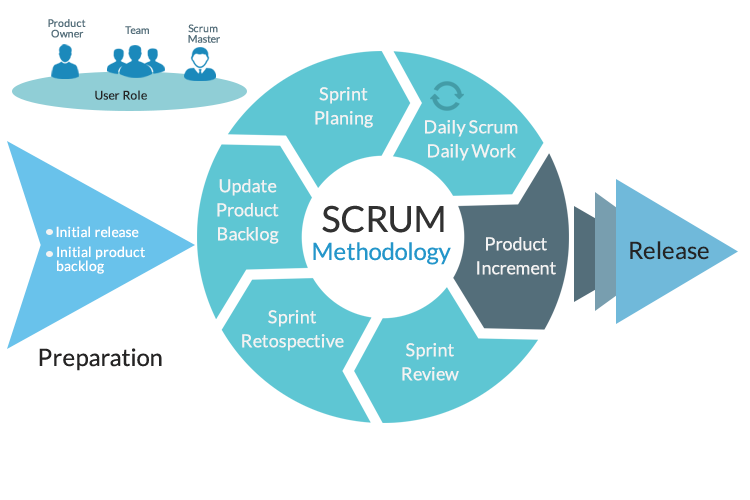 Product
Owner
Team
Scrum
Master
User Role
Sprint
Planing
Daily Scrum
Daily Work
Update
Product
Backlog
SCRUM
Methodology
Product
Increment
Initial release
Initial product
backlog
Release
Sprint
Retospective
Sprint
Review
Preparation